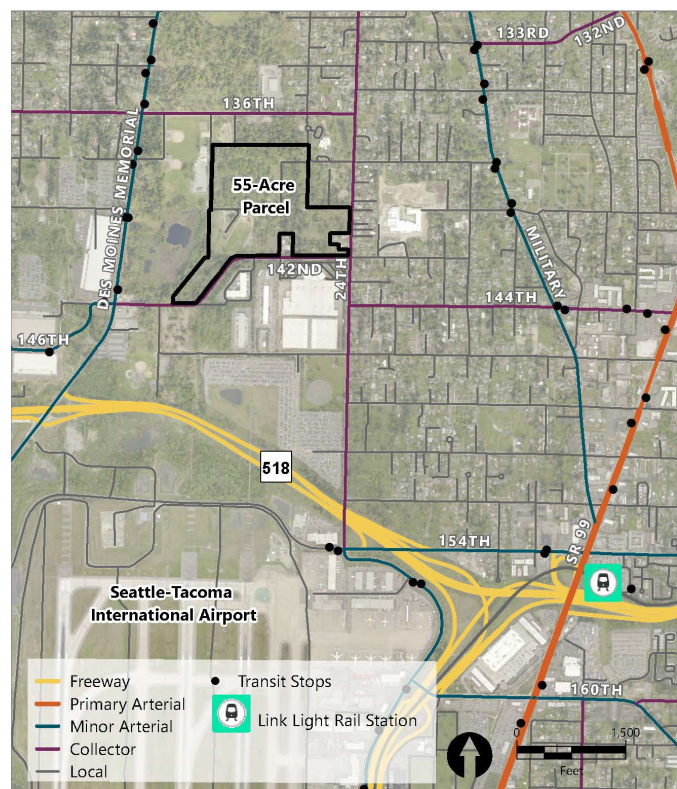 133RD
132ND
136TH
DES MOINES MEMORIAL
55-Acre
Parcel
142ND
24TH
MILITARY
144TH
146TH
518
154TH
SR 99
Seattle-Tacoma
International Airport
160TH
Freeway
Primary Arterial
Minor Arterial
Collector
Local
Transit Stops
Link Light Rail Station
0
1,500
Feet